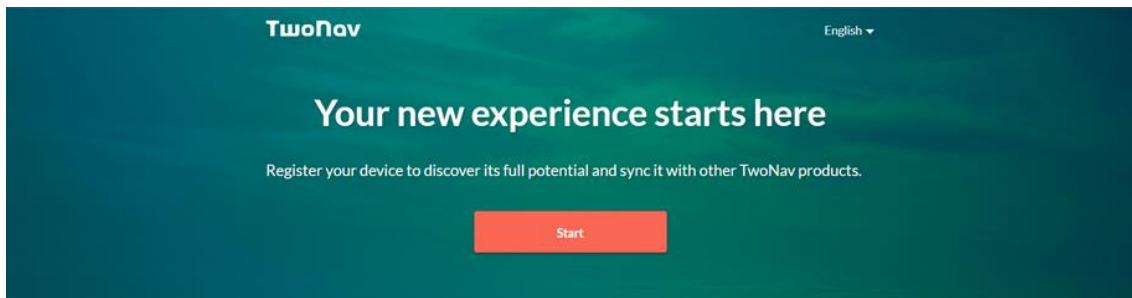 TwoNav
English
Your new experience starts here
Register your device to discover its full potential and sync it with other TwoNav products.
Start